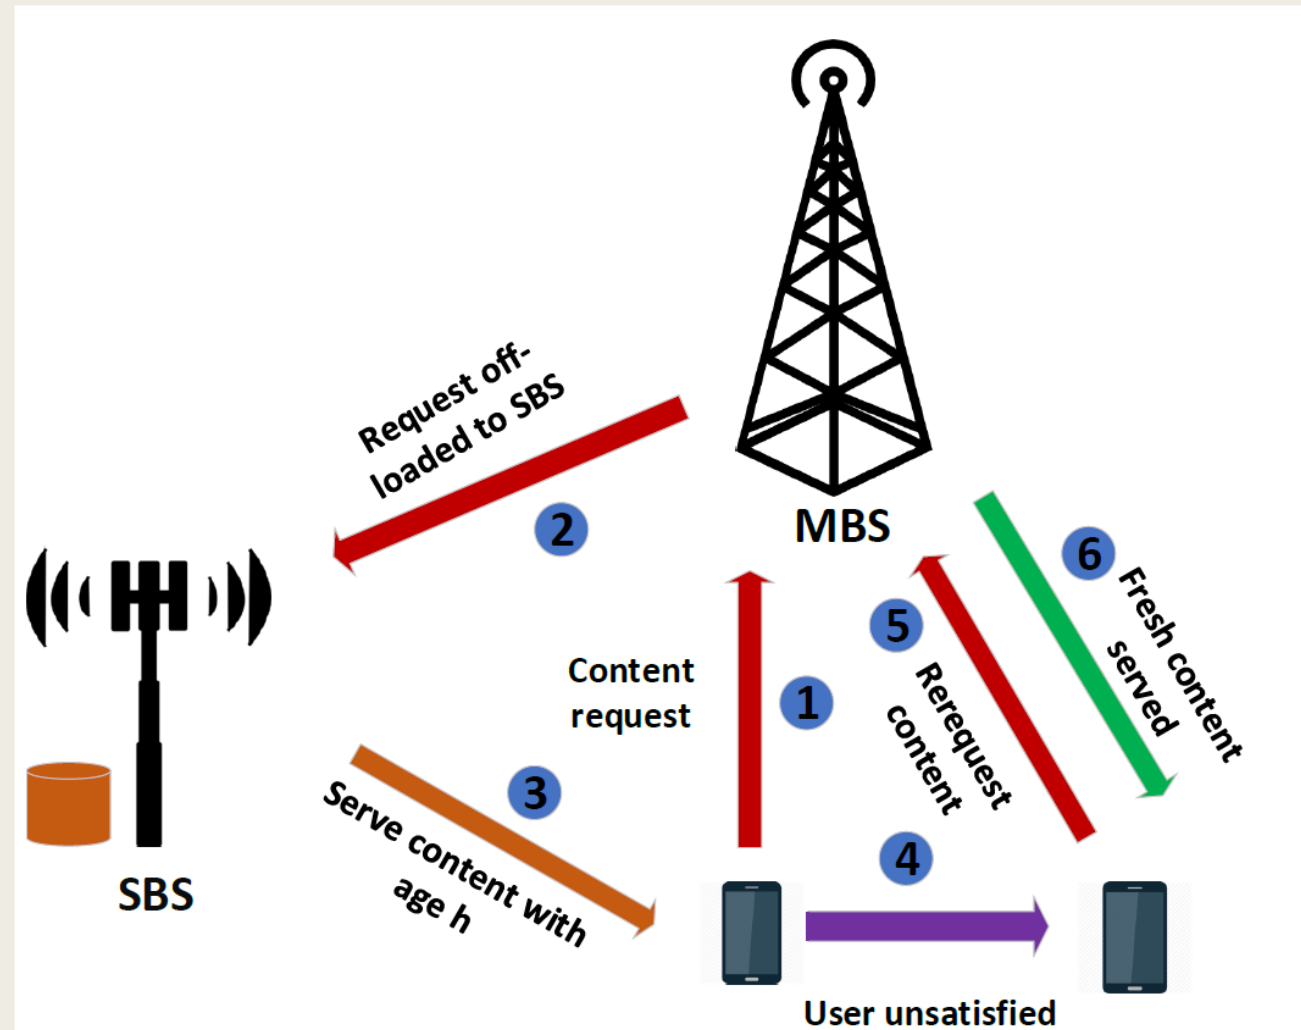 Request off-
loaded to SBS
2
MBS
6
Fresh content
served
5
Rerequest
content
Content
request
1
3
Serve content with
age h
SBS
4
User unsatisfied